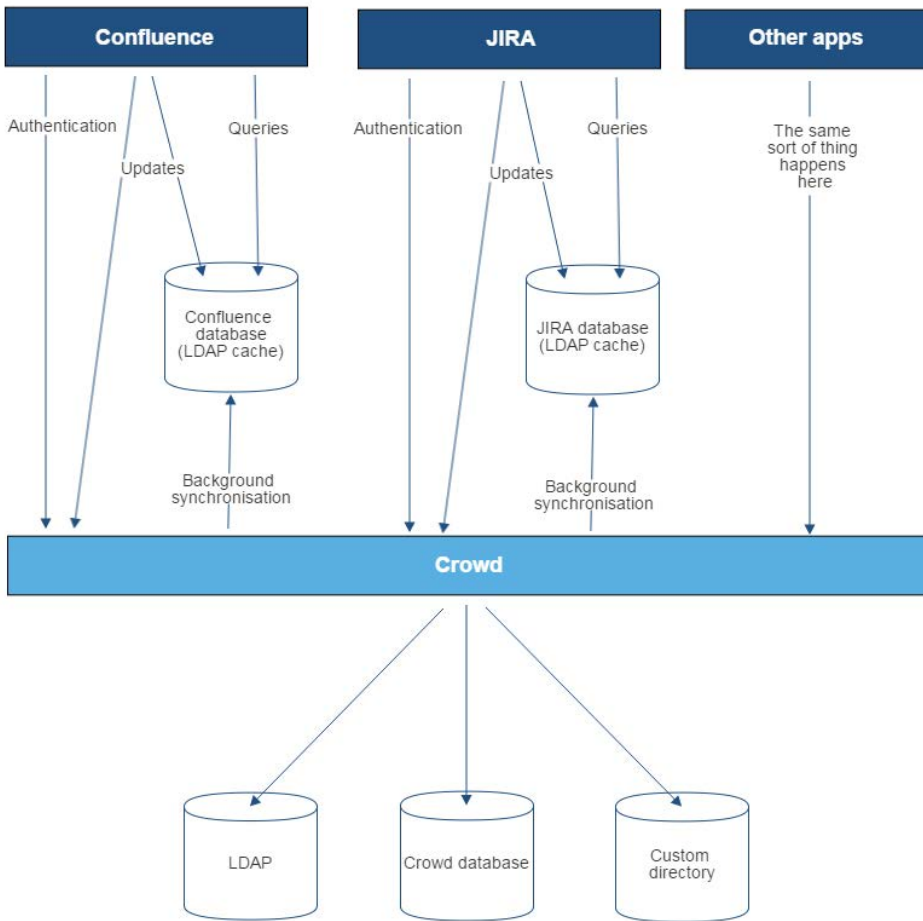 Confluence
JIRA
Other apps
Authentication
Queries
Updates
Authentication
Queries
Updates
The same
sort of thing
happens
here
Confluence
database
(LDAP cache)
JIRA database
(LDAP cache)
Background
synchronisation
Background
synchronisation
Crowd
LDAP
Crowd database
Custom
directory